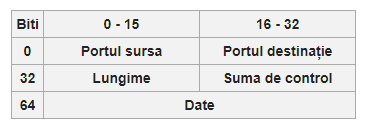 Biti 0 - 15 16 - 32
0 Portul sursa Portul destinație
32 Lungime Suma de control
64 Date